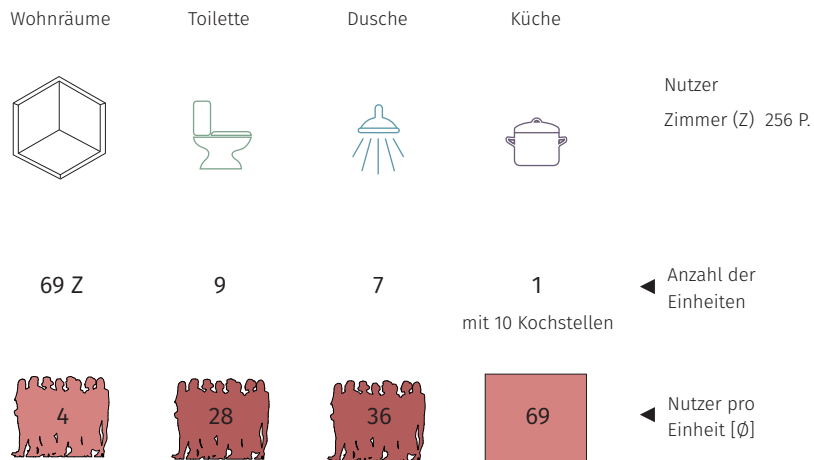 Wohnräume Toilette Dusche Küche
Nutzer
Zimmer (Z) 256 P.
69 Z 9 7 1
mit 10 Kochstellen
Anzahl der
Einheiten
4 28 36 69
Nutzer pro
Einheit [Ø]